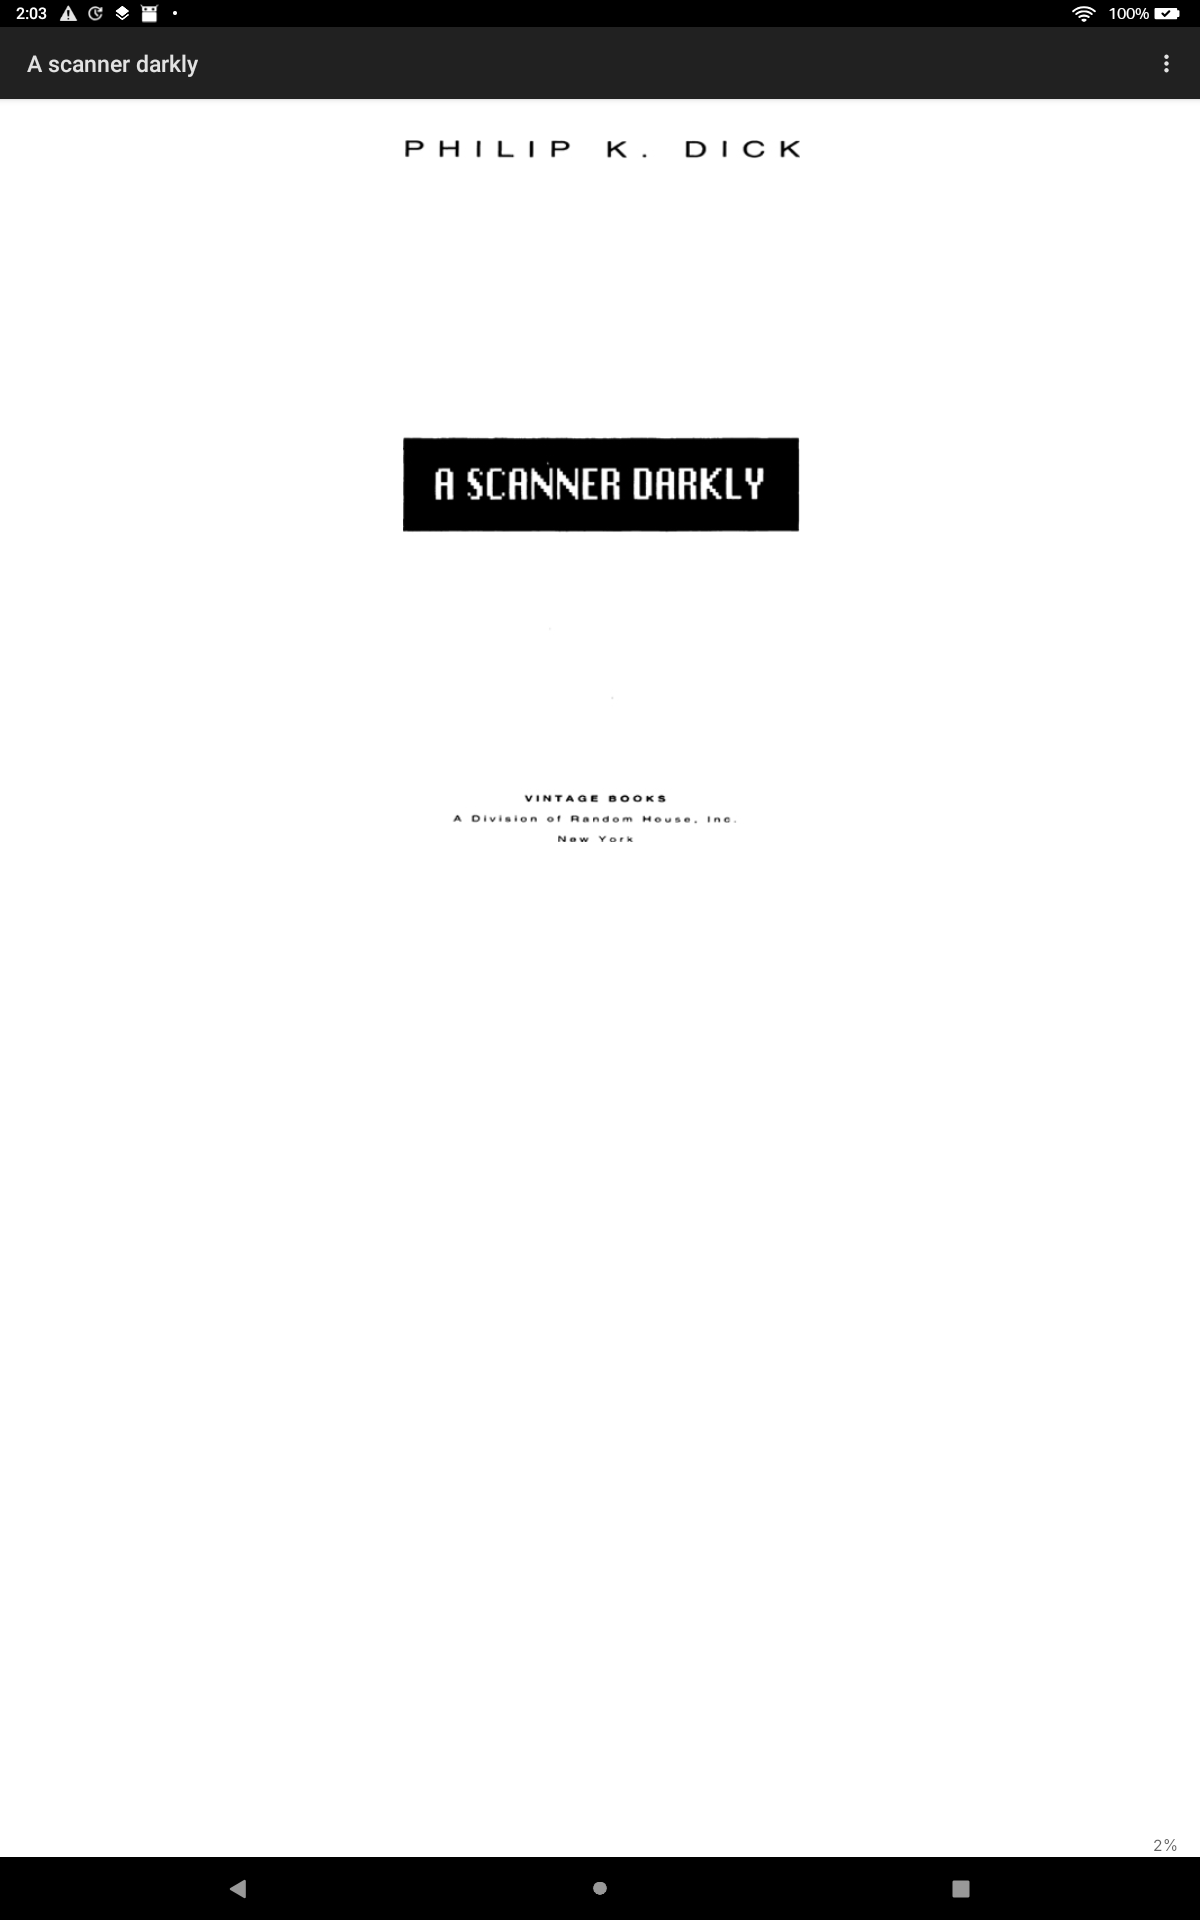 2:03
100%
A scanner darkly
PHILIP K. DICK
A SCANNER DARKLY
VINTAGE BOOKS
A Division of Random House, Inc.
New York
2%